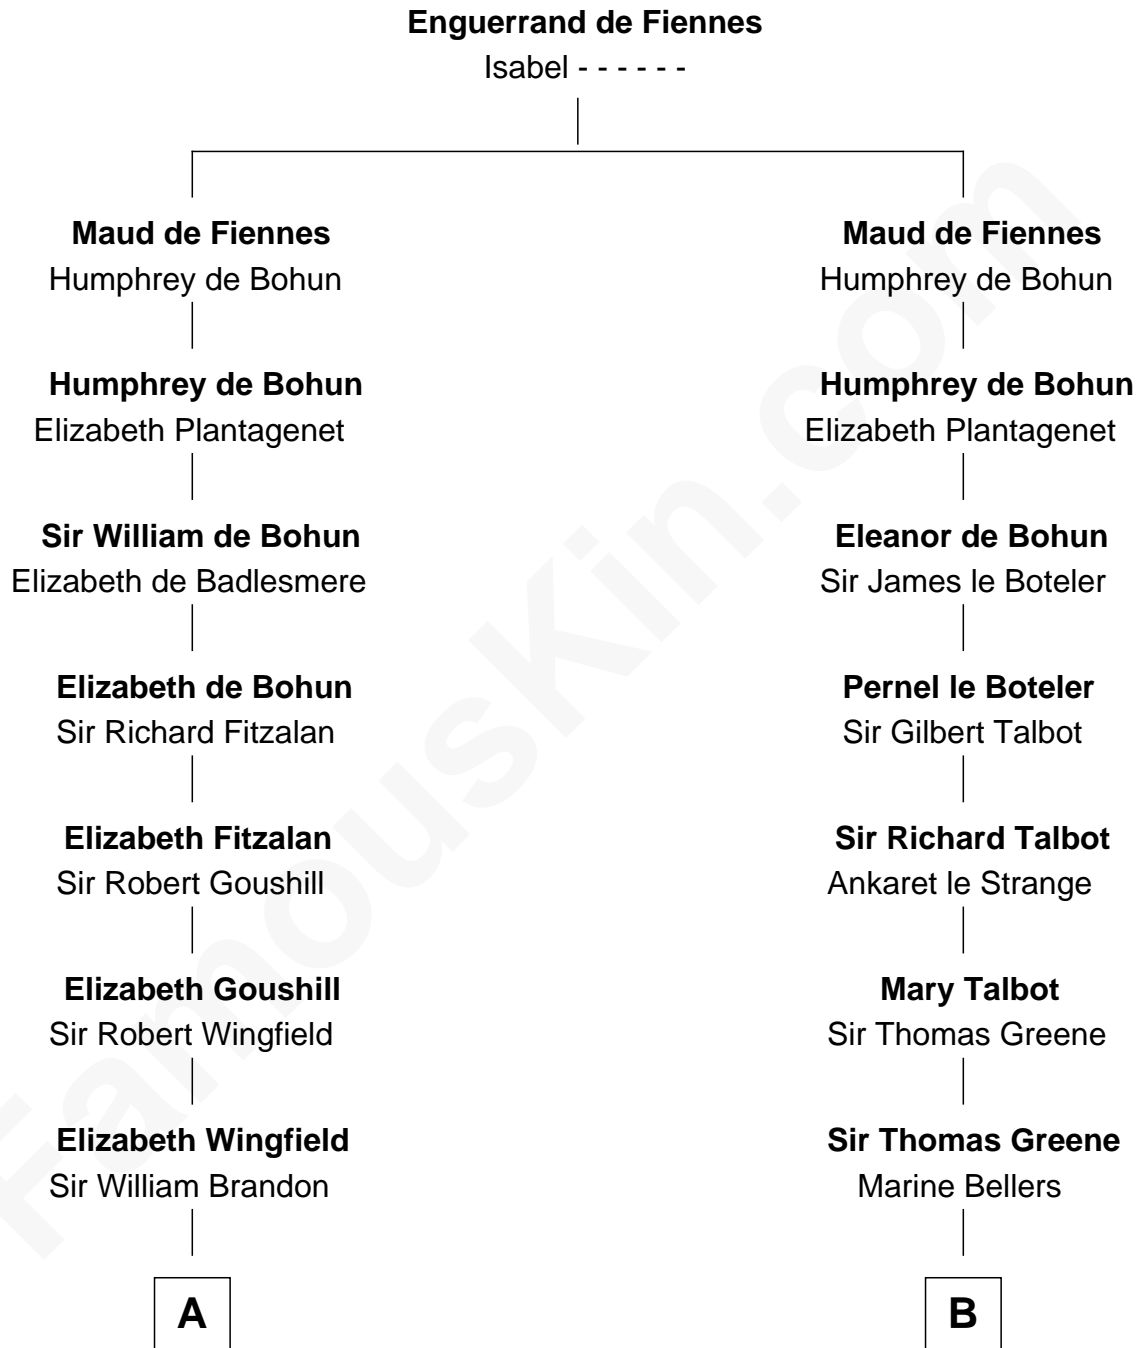 Enguerrand de Fiennes
Isabel - - - - - -
Maud de Fiennes
Humphrey de Bohun
Humphrey de Bohun
Elizabeth Plantagenet
Sir William de Bohun
Elizabeth de Badlesmere
Elizabeth de Bohun
Sir Richard Fitzalan
Elizabeth Fitzalan
Sir Robert Goushill
Elizabeth Goushill
Sir Robert Wingfield
Elizabeth Wingfield
Sir William Brandon
A
Maud de Fiennes
Humphrey de Bohun
Humphrey de Bohun
Elizabeth Plantagenet
Eleanor de Bohun
Sir James le Boteler
Pernel le Boteler
Sir Gilbert Talbot
Sir Richard Talbot
Ankaret le Strange
Mary Talbot
Sir Thomas Greene
Sir Thomas Greene
Marine Bellers
B
FamousKin.com